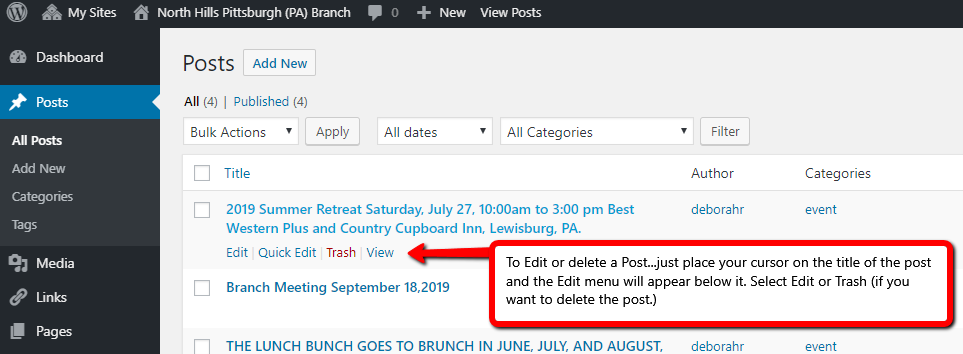 My Sites North Hills Pittsburgh (PA) Branch 0 + New View Posts
Dashboard
Posts
All Posts
Add New
Categories
Tags
Media
Links
Pages
Posts Add New
All (4) | Published (4)
Bulk Actions Apply All dates All Categories Filter
Title Author Categories
2019 Summer Retreat Saturday, July 27, 10:00am to 3:00 pm Best deborahr event
Western Plus and Country Cupboard Inn, Lewisburg, PA.
Edit | Quick Edit | Trash | View
To Edit or delete a Post...just place your cursor on the title of the post
and the Edit menu will appear below it. Select Edit or Trash (if you
want to delete the post.)
Branch Meeting September 18,2019
THE LUNCH BUNCH GOES TO BRUNCH IN JUNE, JULY, AND AUGUST, deborahr event